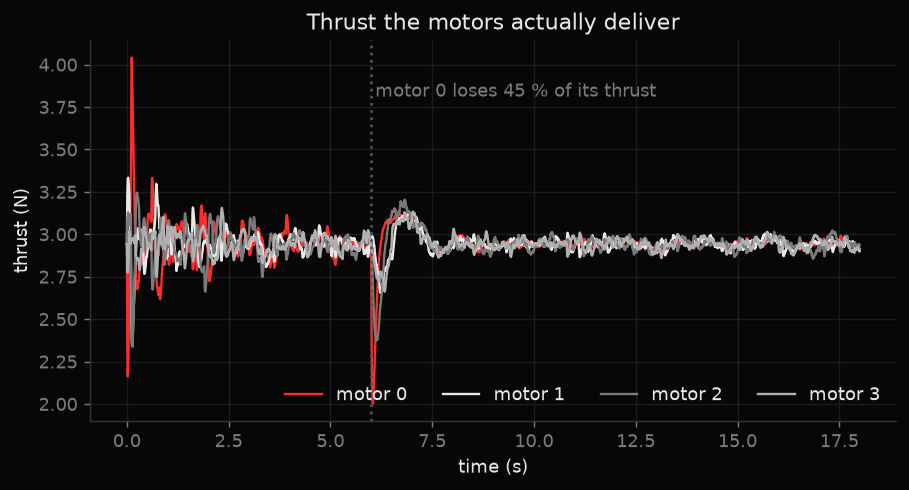 Thrust the motors actually deliver
motor 0 loses 45 % of its thrust
thrust (N)
4.00
3.75
3.50
3.25
3.00
2.75
2.50
2.25
2.00
motor 0 motor 1 motor 2 motor 3
0.0 2.5 5.0 7.5 10.0 12.5 15.0 17.5
time (s)